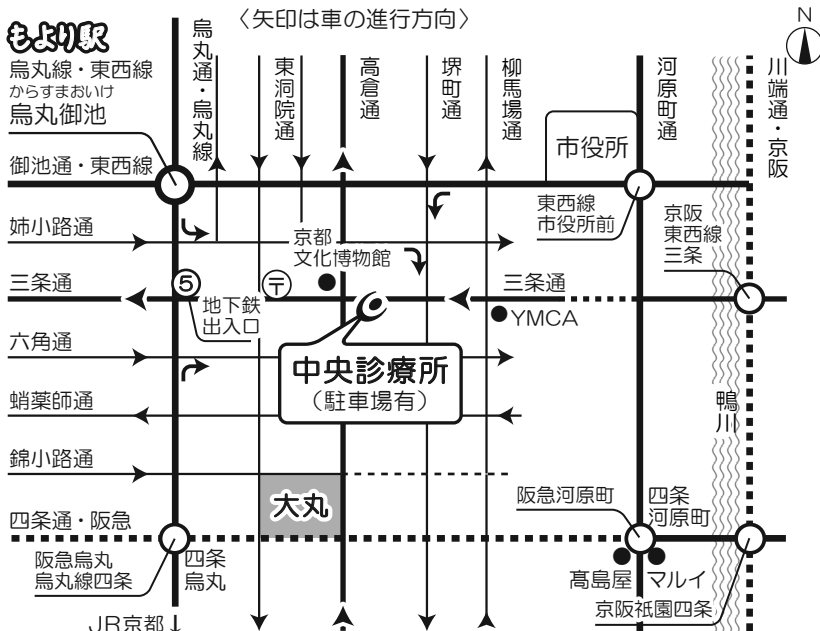 〈矢印は車の進行方向〉
N
もより駅
烏丸線・東西線
からすまおいけ
烏丸御池
烏丸通・烏丸線
東洞院通
高倉通
堺町通
柳馬場通
河原町通
川端通・京阪
御池通・東西線
市役所
東西線
市役所前
京阪
東西線
三条
姉小路通
京都
文化博物館
三条通
⑤
〒
三条通
地下鉄
出入口
YMCA
六角通
中央診療所
(駐車場有)
蛸薬師通
鴨川
錦小路通
大丸
阪急河原町
四条
河原町
四条通・阪急
阪急烏丸
烏丸線四条
四条
烏丸
髙島屋
マルイ
京阪祇園四条
JR京都↓